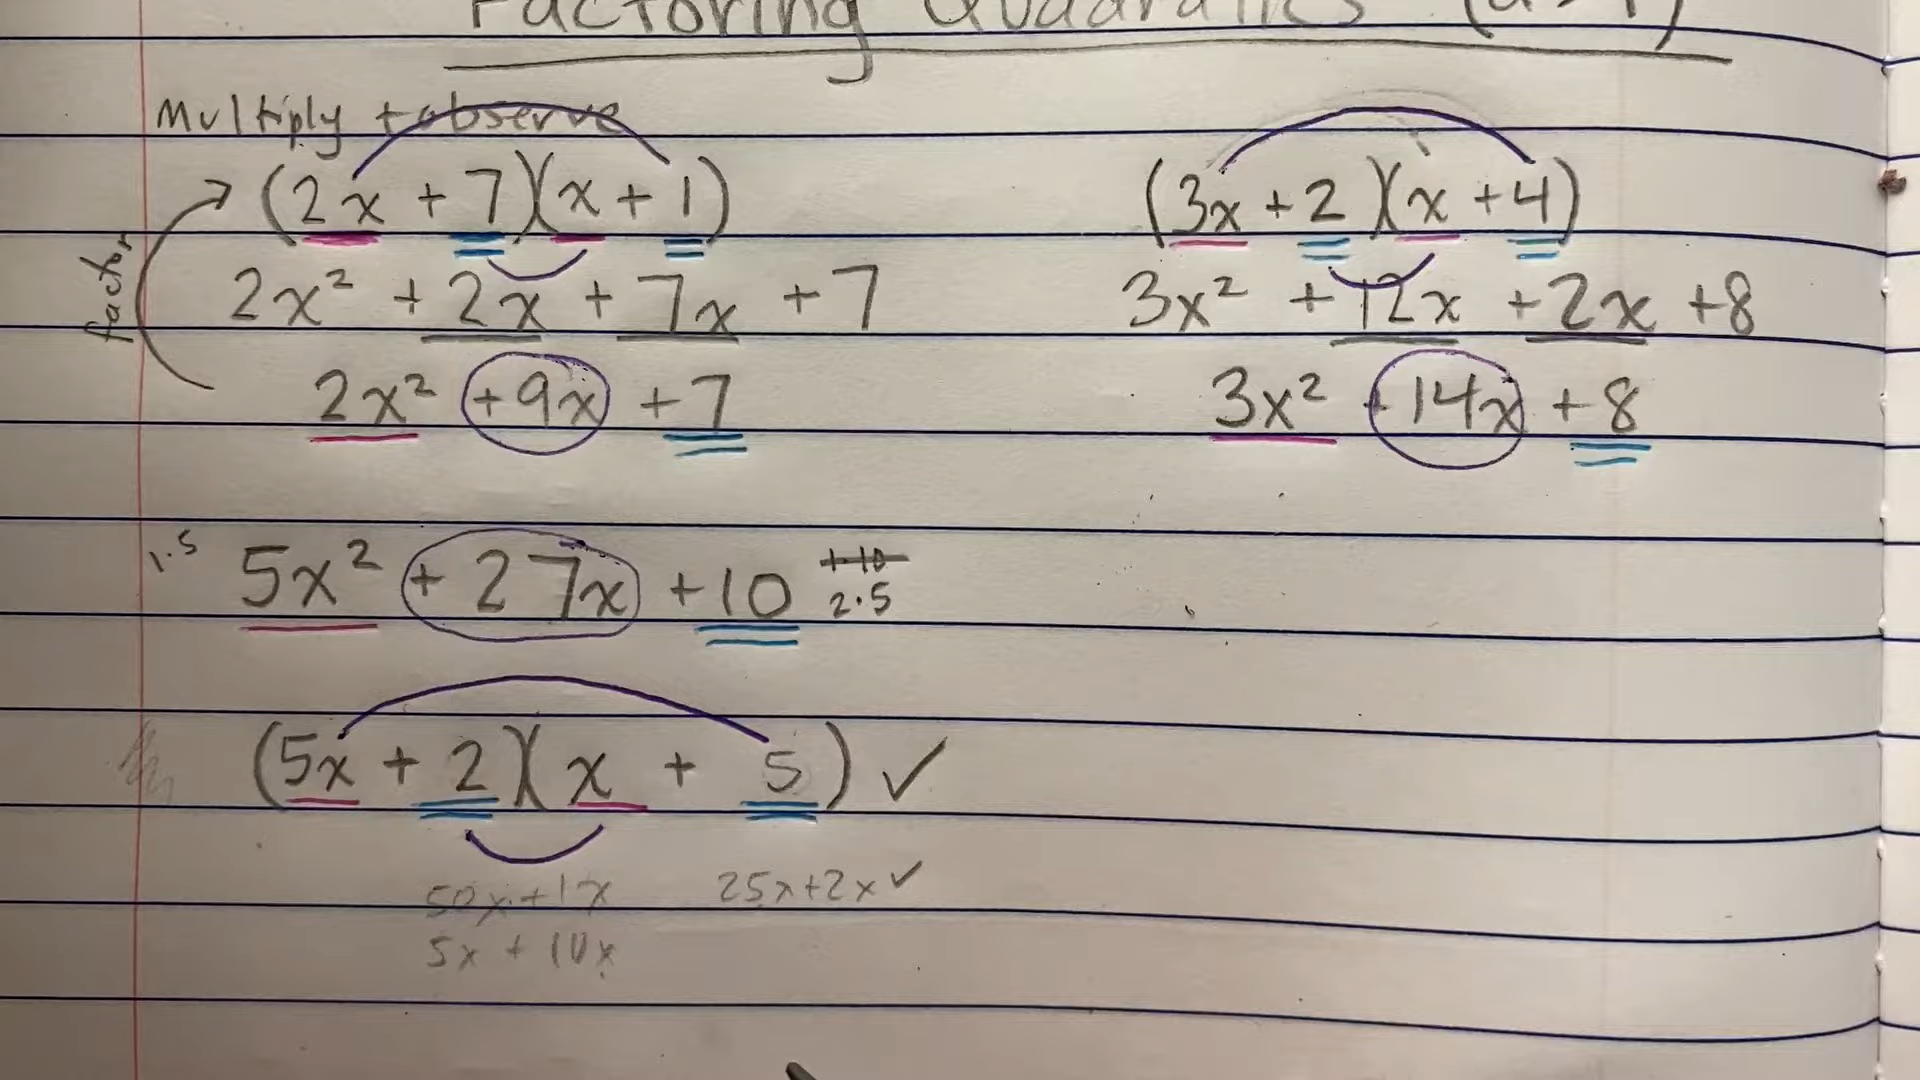 Factoring Quadratics
Multiply + observe
(2x + 7)(x + 1)
2x² + 2x + 7x + 7
2x² + 9x + 7
factor
(3x + 2)(x + 4)
3x² + 12x + 2x + 8
3x² + 14x + 8
1·5 5x² + 27x + 10 +10
2·5
(5x + 2)(x + 5) ✓
50x + 1x 25x + 2x ✓
5x + 10x